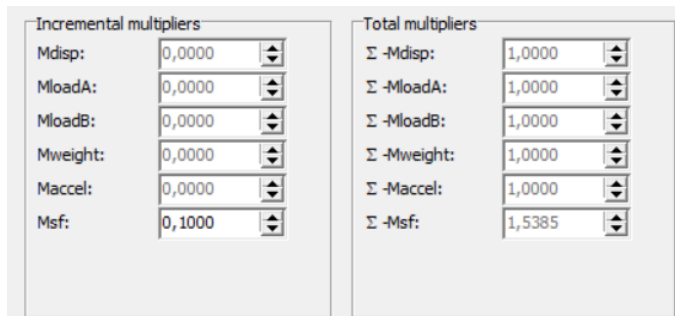 Incremental multipliers
Mdisp: 0,0000
MloadA: 0,0000
MloadB: 0,0000
Mweight: 0,0000
Maccel: 0,0000
Msf: 0,1000
Total multipliers
Σ -Mdisp: 1,0000
Σ -MloadA: 1,0000
Σ -MloadB: 1,0000
Σ -Mweight: 1,0000
Σ -Maccel: 1,0000
Σ -Msf: 1,5385